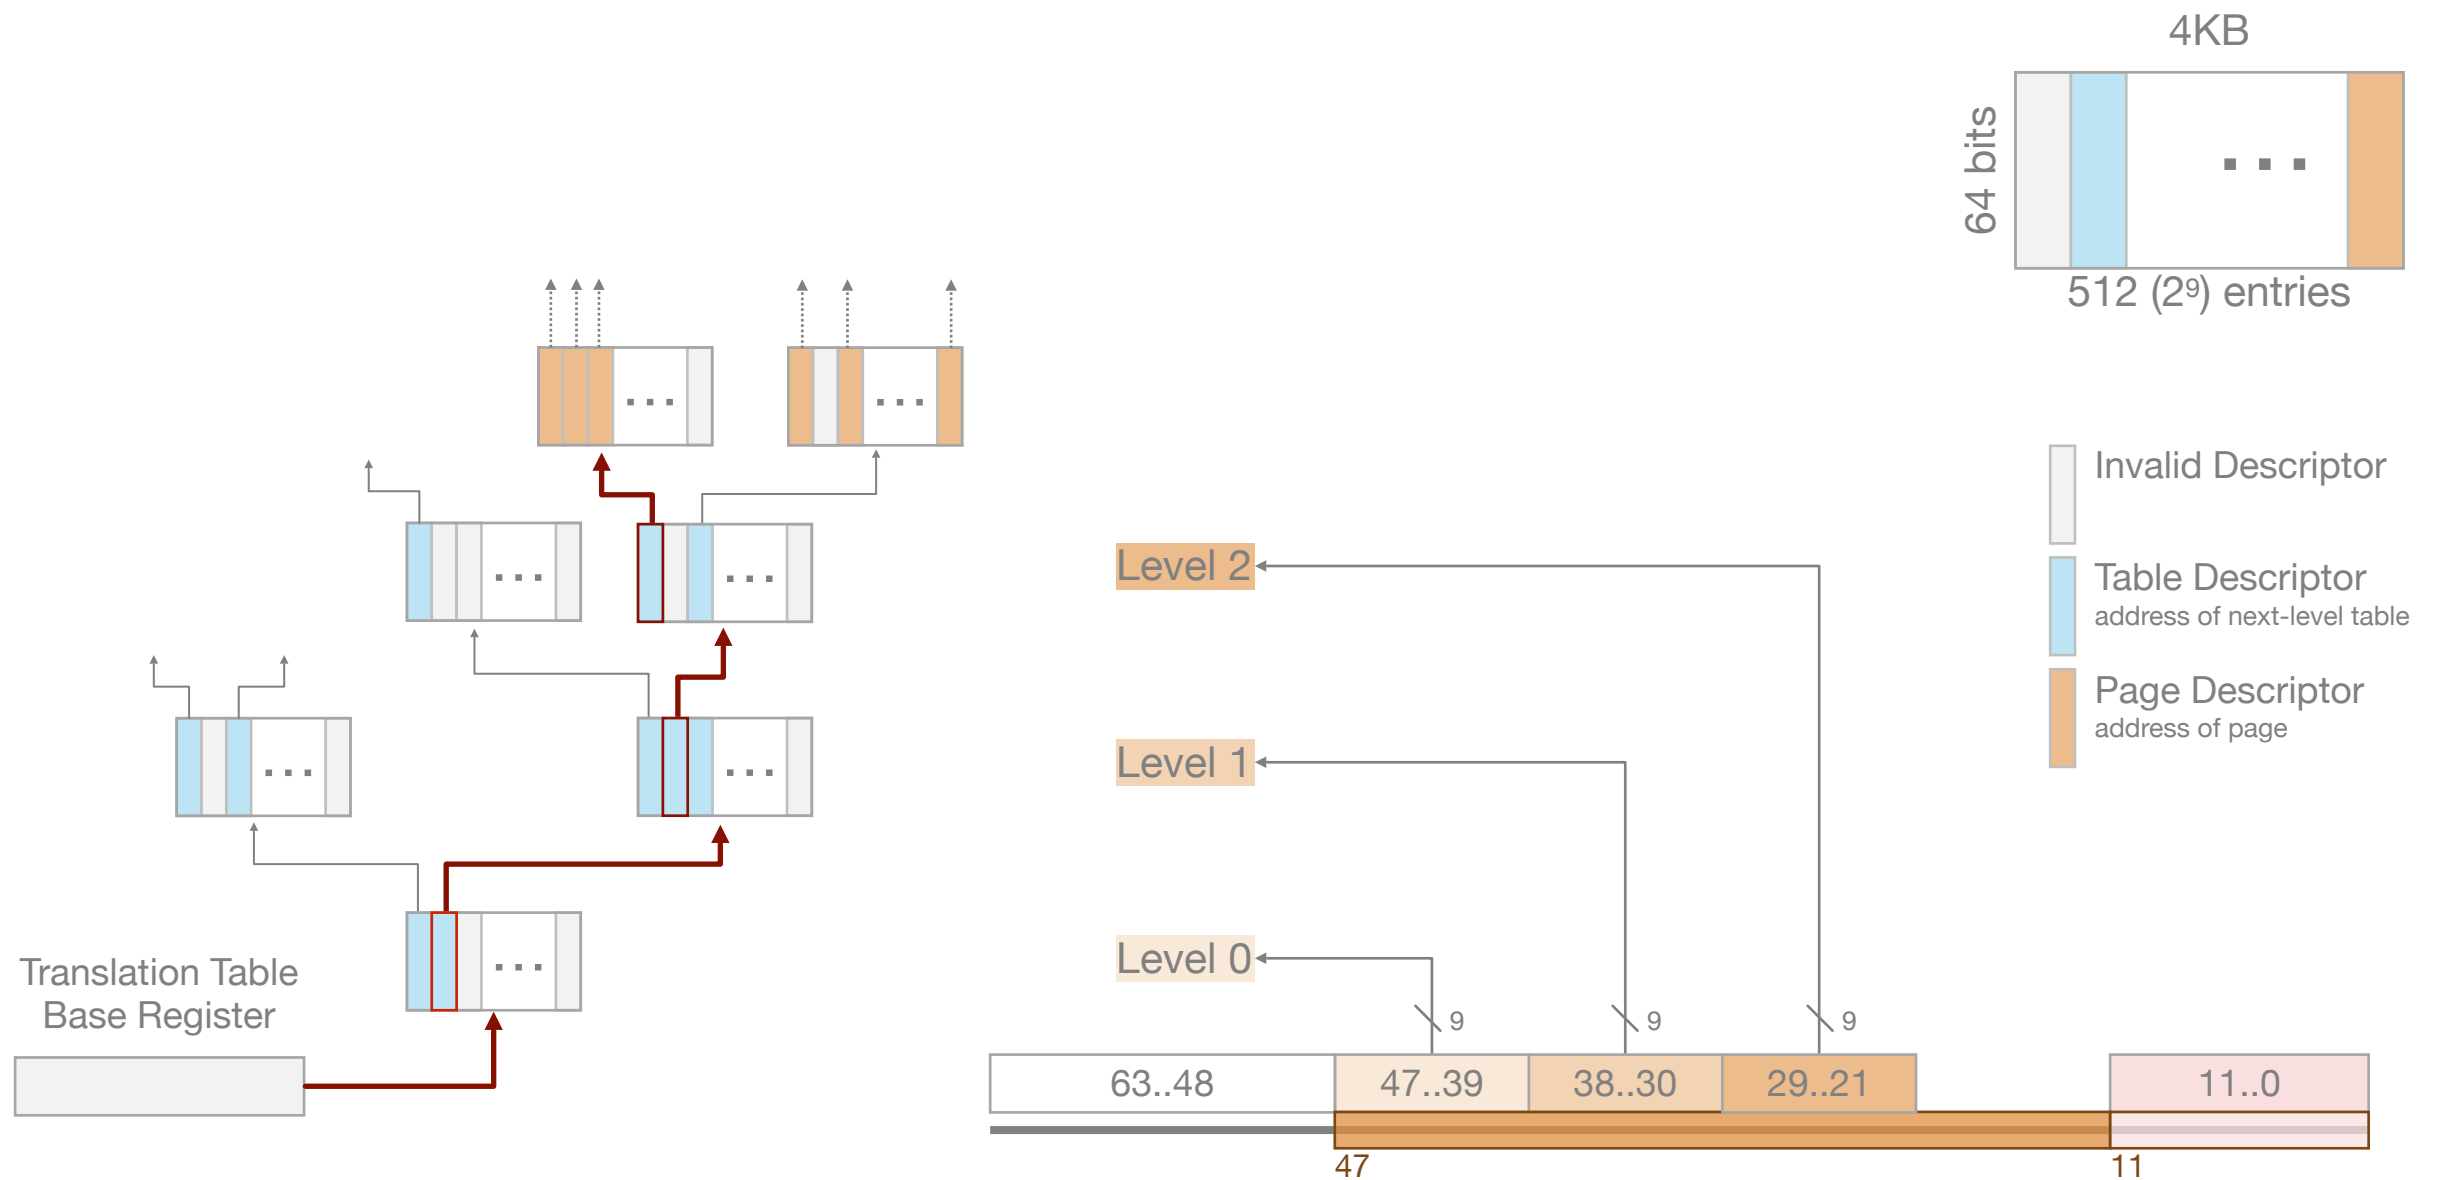 4KB
64 bits
512 (2⁹) entries
Invalid Descriptor
Table Descriptor
address of next-level table
Page Descriptor
address of page
Level 2
Level 1
Level 0
Translation Table
Base Register
9
9
9
63..48
47..39
38..30
29..21
11..0
47
11